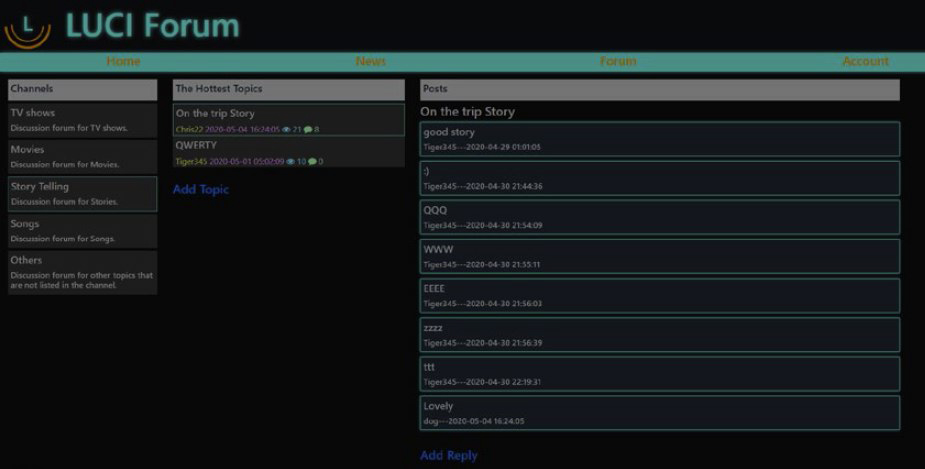 L LUCI Forum
Home News Forum Account
Channels
TV shows
Discussion forum for TV shows.
Movies
Discussion forum for Movies.
Story Telling
Discussion forum for Stories.
Songs
Discussion forum for Songs.
Others
Discussion forum for other topics that
are not listed in the channel.
The Hottest Topics
On the trip Story
Chris22 2020-05-04 16:24:05 21 8
QWERTY
Tiger345 2020-05-01 05:02:09 10 0
Add Topic
Posts
On the trip Story
good story
Tiger345---2020-04-29 01:01:05
:)
Tiger345---2020-04-30 21:44:36
QQQ
Tiger345---2020-04-30 21:54:09
WWW
Tiger345---2020-04-30 21:55:11
EEEE
Tiger345---2020-04-30 21:56:03
zzzz
Tiger345---2020-04-30 21:56:39
ttt
Tiger345---2020-04-30 22:19:31
Lovely
dug---2020-05-04 16:24:05
Add Reply